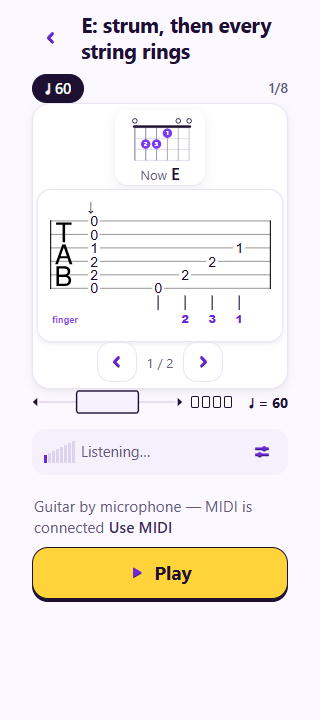 E: strum, then every
string rings
♩ 60
1/8
1
2 3
Now E
↓
TAB
0
0
1
2
2
0
0
2
2
1
finger
2 3 1
1 / 2
♩ = 60
Listening...
Guitar by microphone — MIDI is
connected Use MIDI
Play